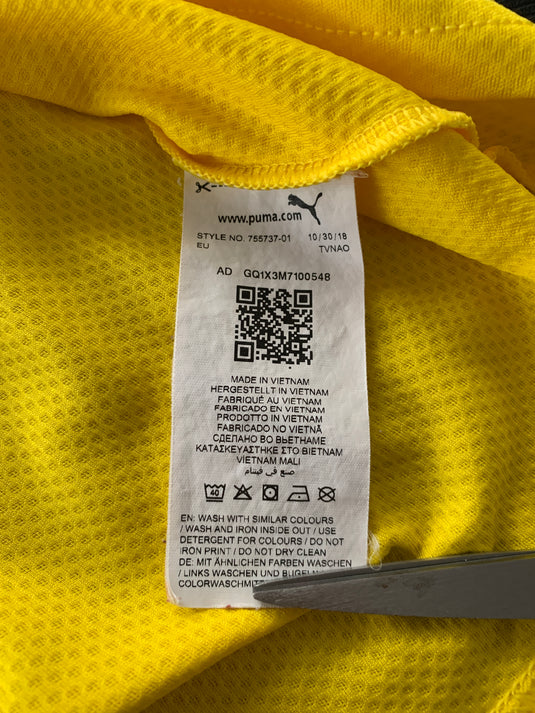 www.puma.com
STYLE NO. 755737-01 10/30/18
EU TVNAO
AD GQ1X3M7100548
MADE IN VIETNAM
HERGESTELLT IN VIETNAM
FABRIQUÉ AU VIETNAM
FABRICADO EN VIETNAM
PRODOTTO IN VIETNAM
FABRICADO NO VIETNÃ
СДЕЛАНО ВО ВЬЕТНАМЕ
ΚΑΤΑΣΚΕΥΑΣΤΗΚΕ ΣΤΟ ΒΙΕΤΝΑΜ
VIETNAM MALI
صنع في فيتنام
40
EN: WASH WITH SIMILAR COLOURS
/ WASH AND IRON INSIDE OUT / USE
DETERGENT FOR COLOURS / DO NOT
IRON PRINT / DO NOT DRY CLEAN
DE: MIT ÄHNLICHEN FARBEN WASCHEN
/ LINKS WASCHEN UND